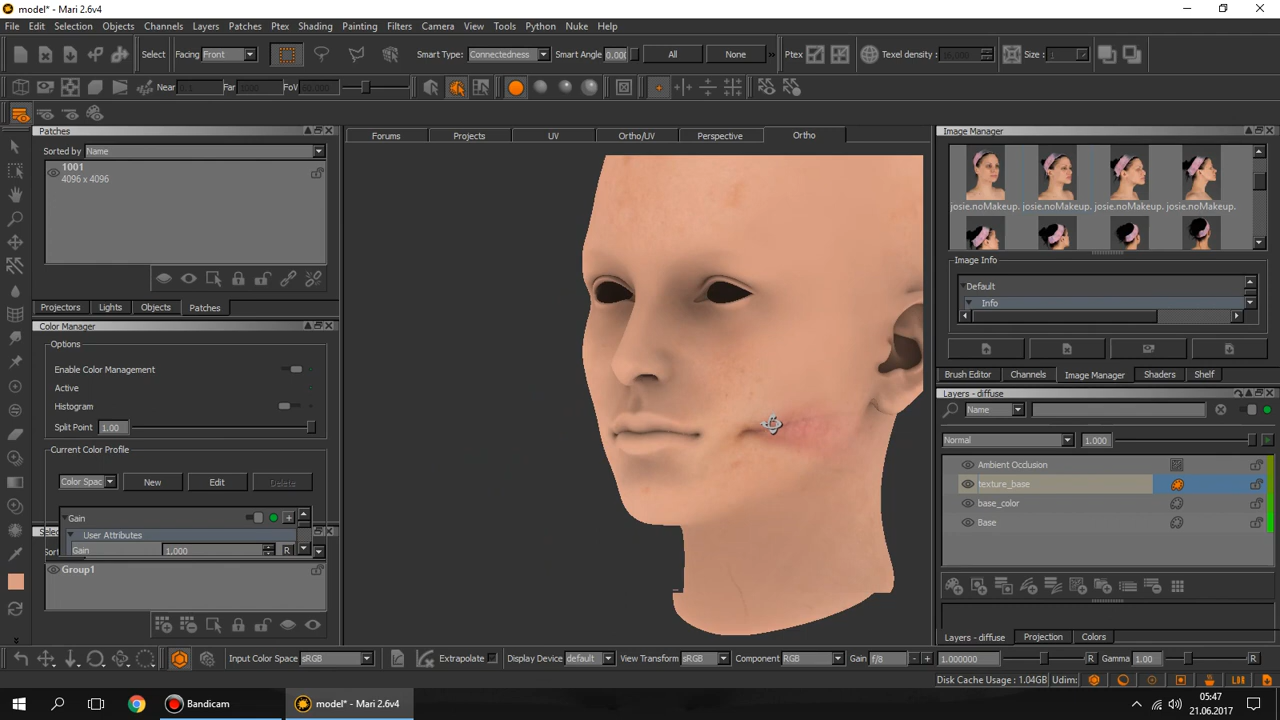 model* - Mari 2.6v4
File Edit Selection Objects Channels Layers Patches Ptex Shading Painting Filters Camera View Tools Python Nuke Help
Select Facing Front Smart Type: Connectedness Smart Angle 0.000 All None » Ptex Texel density: Size: 1
Near 0.1 Far 1000 FoV
Patches
Sorted by Name
1001
4096 x 4096
Projectors Lights Objects Patches
Color Manager
Options
Enable Color Management
Active
Histogram
Split Point 1.00
Current Color Profile
Color Spac New Edit Delete
Gain
User Attributes
Gain 1.000 R
Group1
Forums Projects UV Ortho/UV Perspective Ortho
Image Manager
josie.noMakeup. josie.noMakeup. josie.noMakeup. josie.noMakeup.
Image Info
Default
Info
Brush Editor Channels Image Manager Shaders Shelf
Layers - diffuse
Name
Normal 1.000
Ambient Occlusion
texture_base
base_color
Base
Layers - diffuse Projection Colors
Input Color Space sRGB Extrapolate Display Device default View Transform sRGB Component RGB Gain f/8 - + 1.000000 R Gamma 1.00 R
Disk Cache Usage : 1.04GB Udim:
Bandicam
model* - Mari 2.6v4
05:47
21.06.2017